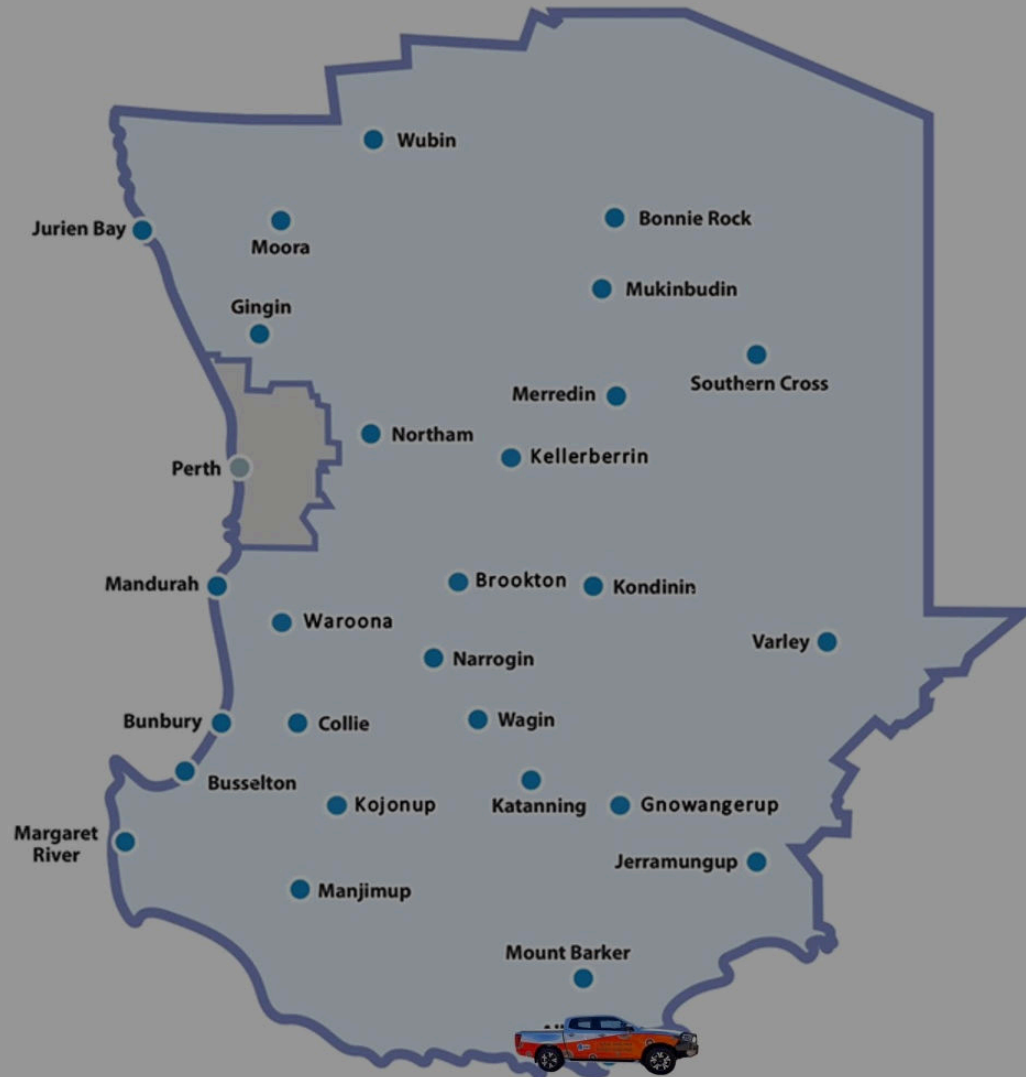 Wubin
Jurien Bay
Moora
Bonnie Rock
Mukinbudin
Gingin
Southern Cross
Merredin
Northam
Kellerberrin
Perth
Mandurah
Brookton
Kondinin
Waroona
Varley
Narrogin
Bunbury
Collie
Wagin
Busselton
Kojonup
Katanning
Gnowangerup
Margaret
River
Jerramungup
Manjimup
Mount Barker